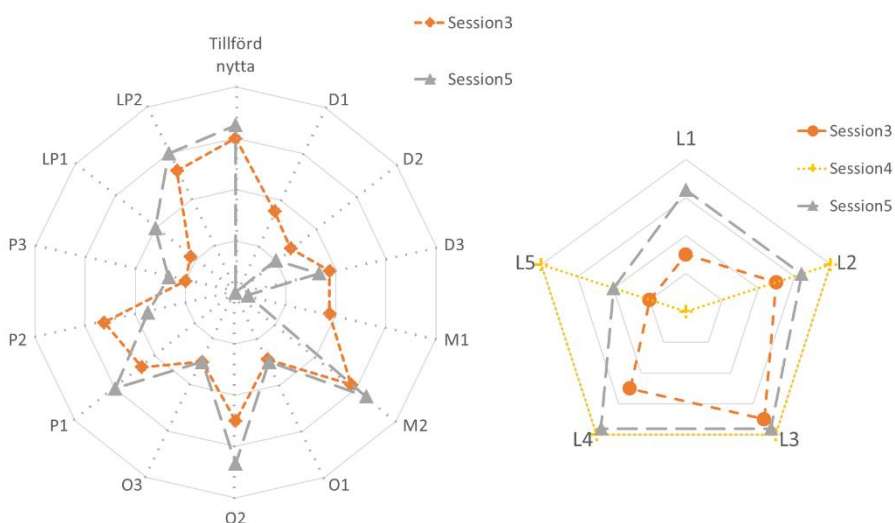 Tillförd
nytta
D1
D2
D3
M1
M2
O1
O2
O3
P1
P2
P3
LP1
LP2
Session3
Session5
L1
L2
L3
L4
L5
Session3
Session4
Session5